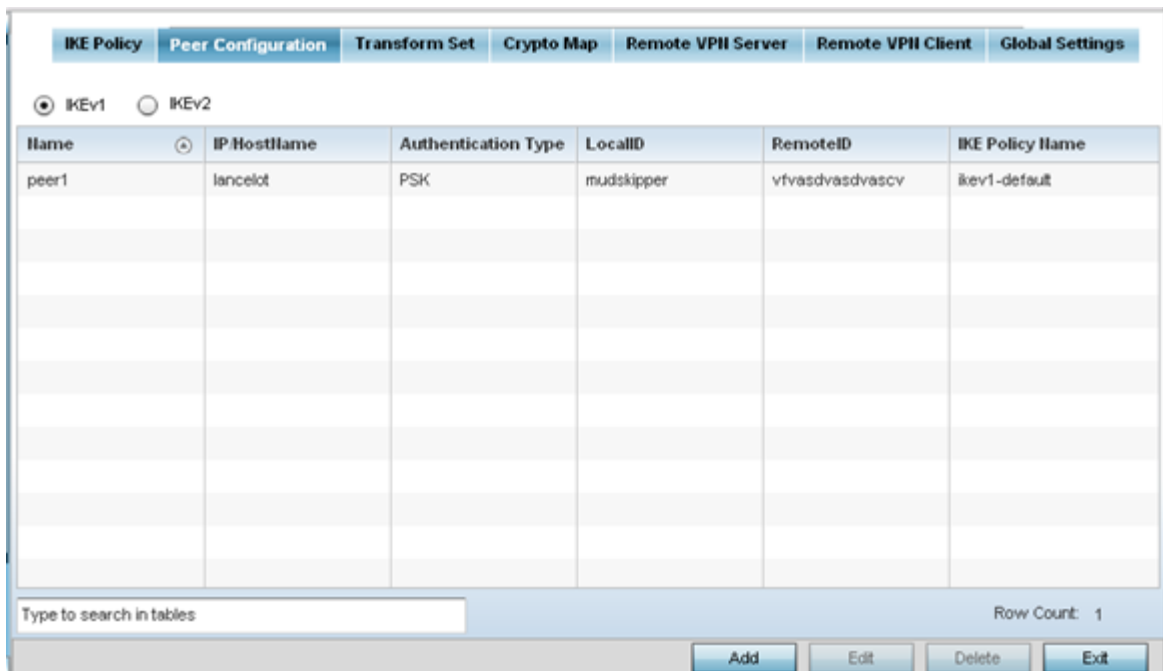 IKE Policy Peer Configuration Transform Set Crypto Map Remote VPN Server Remote VPN Client Global Settings
IKEv1 IKEv2
Name IP/HostName Authentication Type LocalID RemoteID IKE Policy Name
peer1 lancelot PSK mudskipper vfvasdvasdvascv ikev1-default
Type to search in tables Row Count: 1
Add Edit Delete Exit